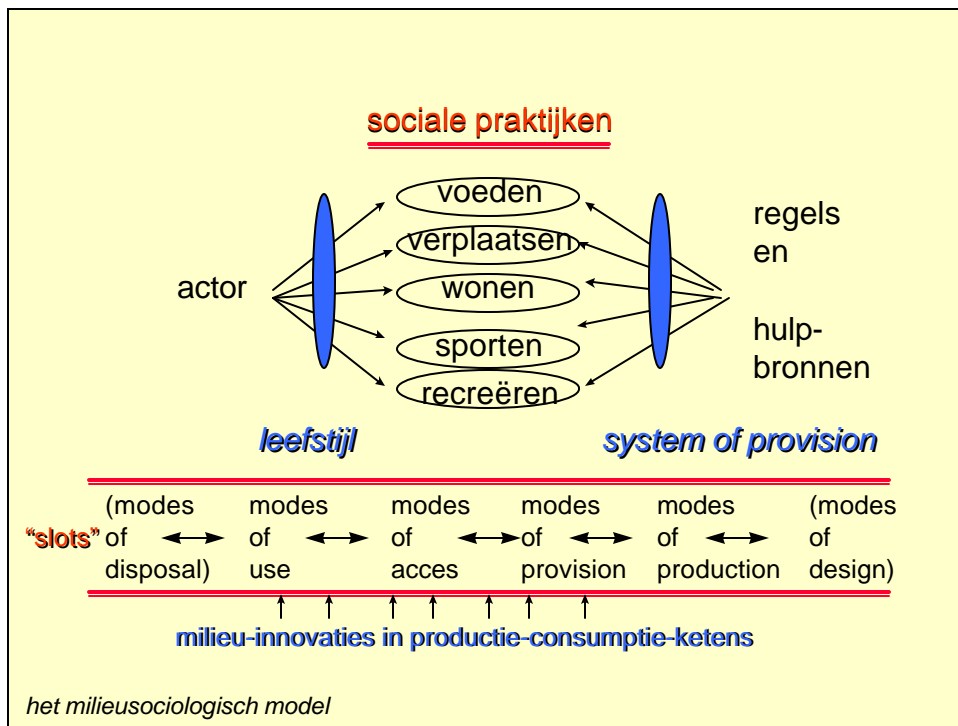 sociale praktijken
voeden
verplaatsen
wonen
sporten
recreëren
actor
regels
en
hulp-
bronnen
leefstijl
system of provision
“slots”
(modes
of
disposal)
modes
of
use
modes
of
acces
modes
of
provision
modes
of
production
(modes
of
design)
milieu-innovaties in productie-consumptie-ketens
het milieusociologisch model